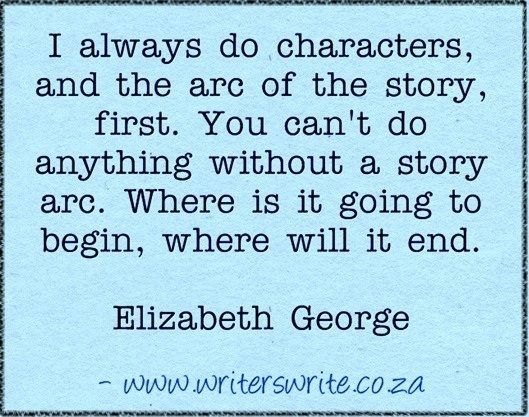 I always do characters,
and the arc of the story,
first. You can't do
anything without a story
arc. Where is it going to
begin, where will it end.
Elizabeth George
- www.writerswrite.co.za